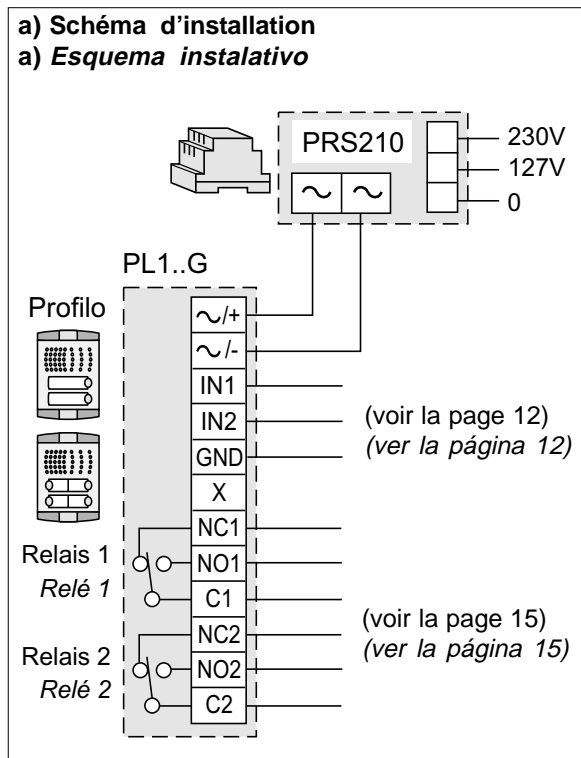 a) Schéma d'installation
a) Esquema instalativo
PRS210
230V
127V
0
∼ ∼
PL1..G
Profilo
∼/+
∼/-
IN1
IN2
(voir la page 12)
(ver la página 12)
GND
X
NC1
Relais 1
Relé 1
NO1
C1
(voir la page 15)
(ver la página 15)
NC2
Relais 2
Relé 2
NO2
C2